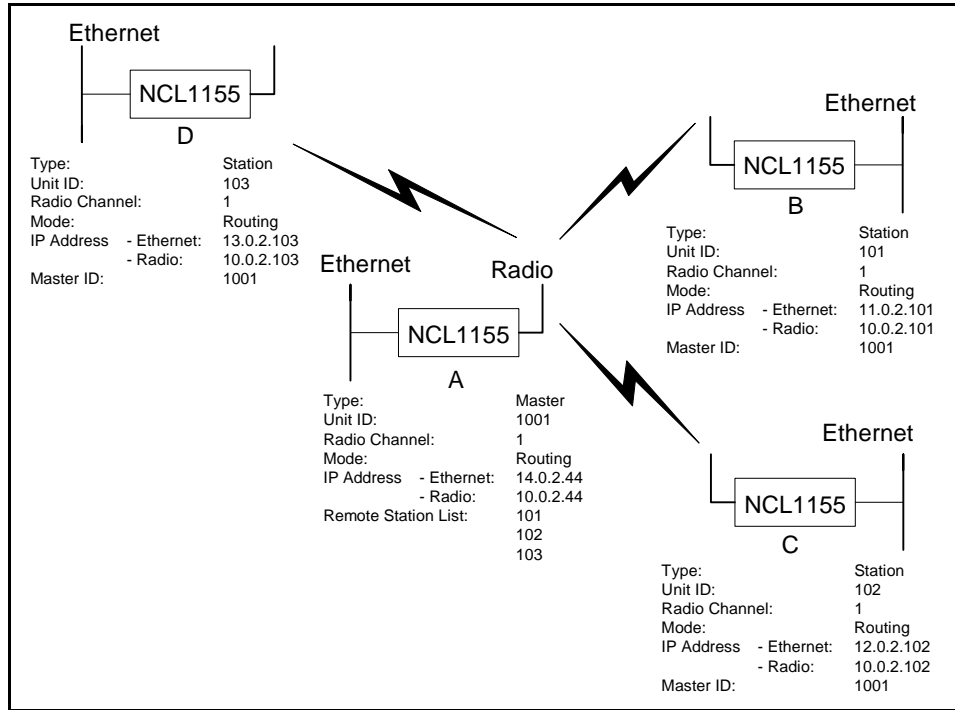 Ethernet
NCL1155
D
Type: Station
Unit ID: 103
Radio Channel: 1
Mode: Routing
IP Address - Ethernet: 13.0.2.103
- Radio: 10.0.2.103
Master ID: 1001
Ethernet
NCL1155
B
Type: Station
Unit ID: 101
Radio Channel: 1
Mode: Routing
IP Address - Ethernet: 11.0.2.101
- Radio: 10.0.2.101
Master ID: 1001
Ethernet Radio
NCL1155
A
Type: Master
Unit ID: 1001
Radio Channel: 1
Mode: Routing
IP Address - Ethernet: 14.0.2.44
- Radio: 10.0.2.44
Remote Station List: 101
102
103
Ethernet
NCL1155
C
Type: Station
Unit ID: 102
Radio Channel: 1
Mode: Routing
IP Address - Ethernet: 12.0.2.102
- Radio: 10.0.2.102
Master ID: 1001